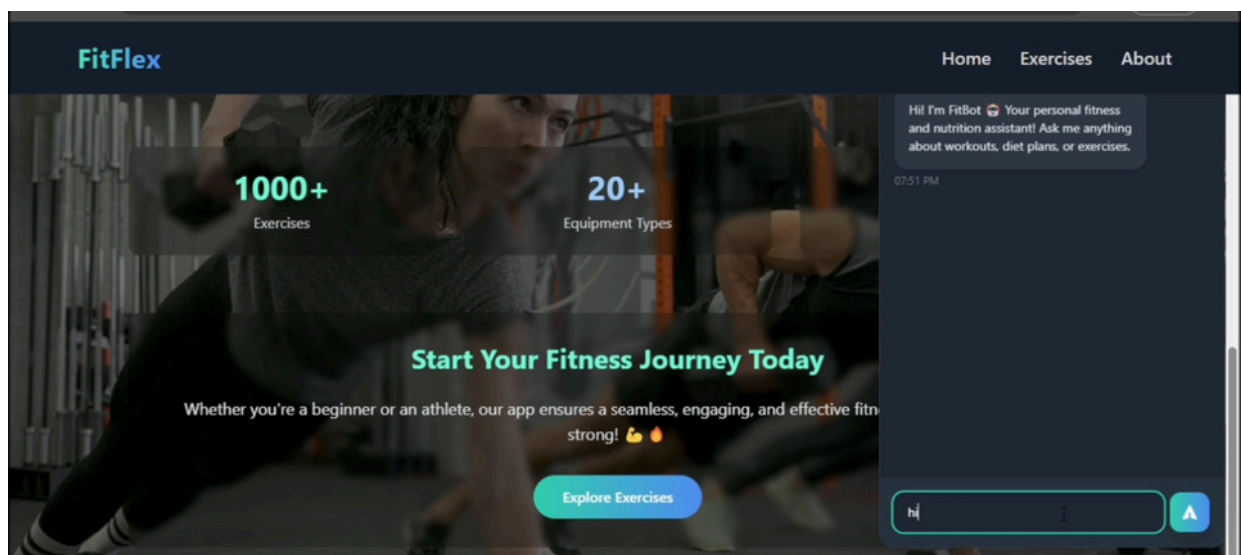 FitFlex
Home Exercises About
Hi! I'm FitBot 🤖 Your personal fitness
and nutrition assistant! Ask me anything
about workouts, diet plans, or exercises.
07:51 PM
1000+
Exercises
20+
Equipment Types
Start Your Fitness Journey Today
Whether you're a beginner or an athlete, our app ensures a seamless, engaging, and effective
strong! 💪🔥
Explore Exercises
hi